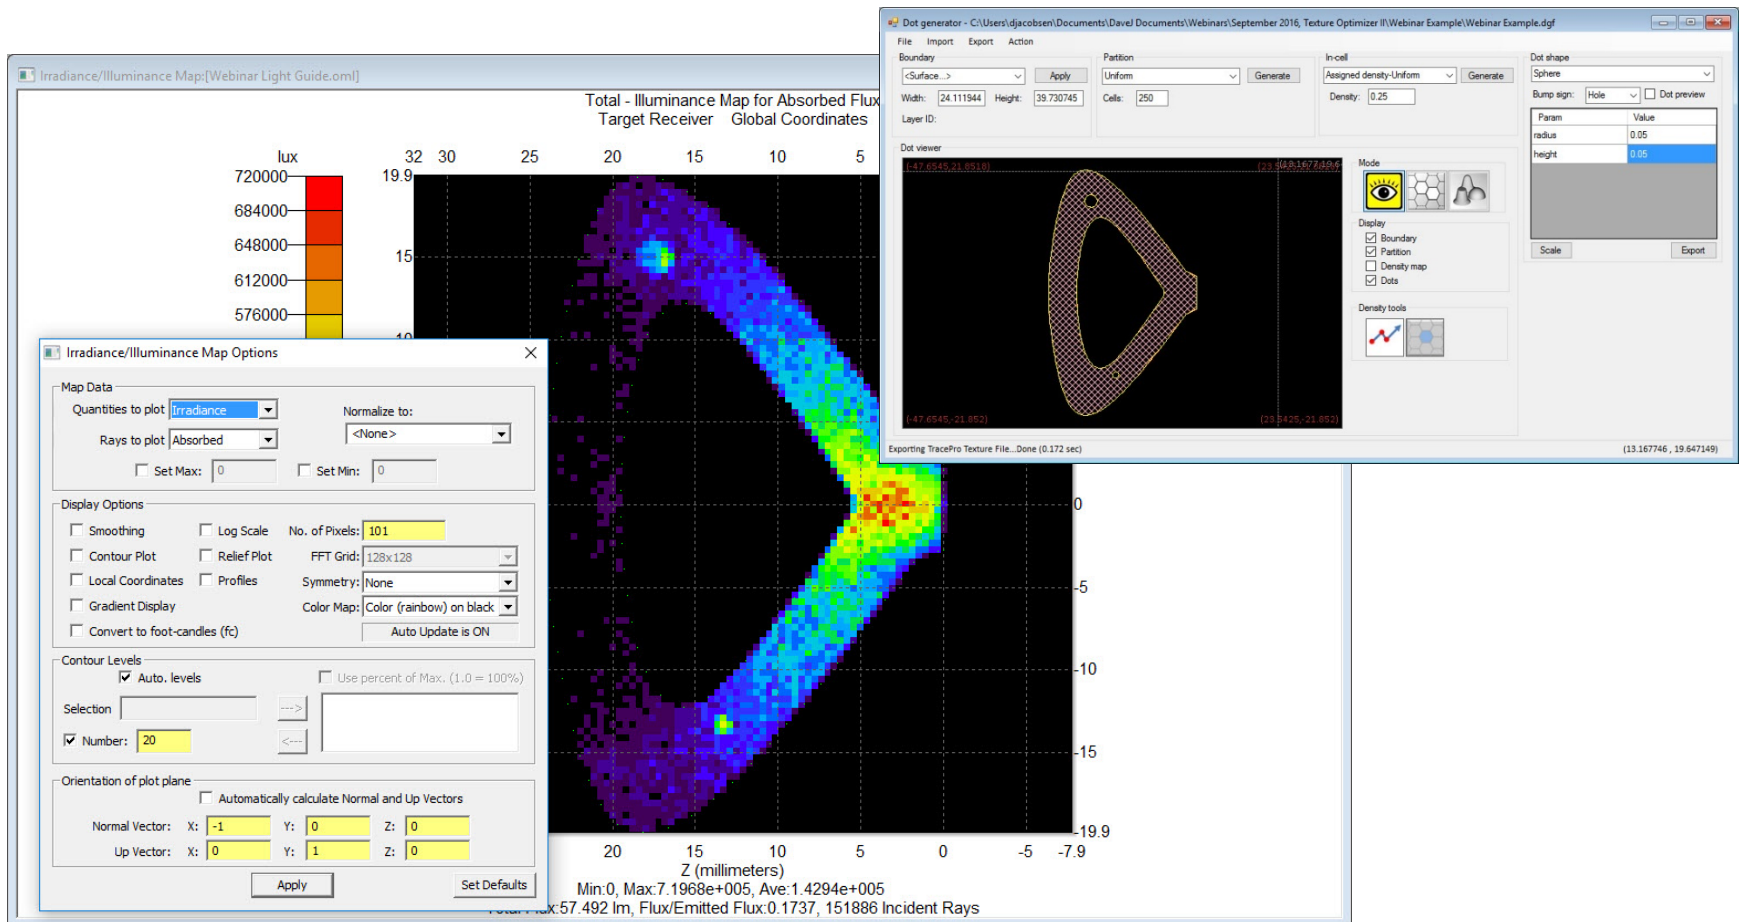 Irradiance/Illuminance Map:[Webinar Light Guide.oml]
Total - Illuminance Map for Absorbed Flux
Target Receiver Global Coordinates
lux
32 30 25 20 15 10 5
720000
684000
648000
612000
576000
19.9
15
10
0
-5
-10
-15
-19.9
20 15 10 5 0 -5 -7.9
Z (millimeters)
Min:0, Max:7.1968e+005, Ave:1.4294e+005
Total Flux:57.492 lm, Flux/Emitted Flux:0.1737, 151886 Incident Rays
Irradiance/Illuminance Map Options
Map Data
Quantities to plot Irradiance
Normalize to:
Rays to plot Absorbed
<None>
Set Max: 0 Set Min: 0
Display Options
Smoothing Log Scale No. of Pixels: 101
Contour Plot Relief Plot FFT Grid: 128x128
Local Coordinates Profiles Symmetry: None
Gradient Display Color Map: Color (rainbow) on black
Convert to foot-candles (fc) Auto Update is ON
Contour Levels
Auto. levels Use percent of Max. (1.0 = 100%)
Selection --->
Number: 20 <---
Orientation of plot plane
Automatically calculate Normal and Up Vectors
Normal Vector: X: -1 Y: 0 Z: 0
Up Vector: X: 0 Y: 1 Z: 0
Apply Set Defaults
Dot generator - C:\Users\djacobsen\Documents\DaveJ Documents\Webinars\September 2016, Texture Optimizer II\Webinar Example\Webinar Example.dgf
File Import Export Action
Boundary
<Surface...> Apply
Width: 24.111944 Height: 39.730745
Layer ID:
Partition
Uniform Generate
Cells: 250
In-cell
Assigned density-Uniform Generate
Density: 0.25
Dot shape
Sphere
Bump sign: Hole Dot preview
Param Value
radius 0.05
height 0.05
Scale Export
Dot viewer
(-47.6545,21.8518)
(-47.6545,-21.852)
(23.5425,-21.852)
Mode
Display
Boundary
Partition
Density map
Dots
Density tools
Exporting TracePro Texture File...Done (0.172 sec)
(13.167746 , 19.647149)